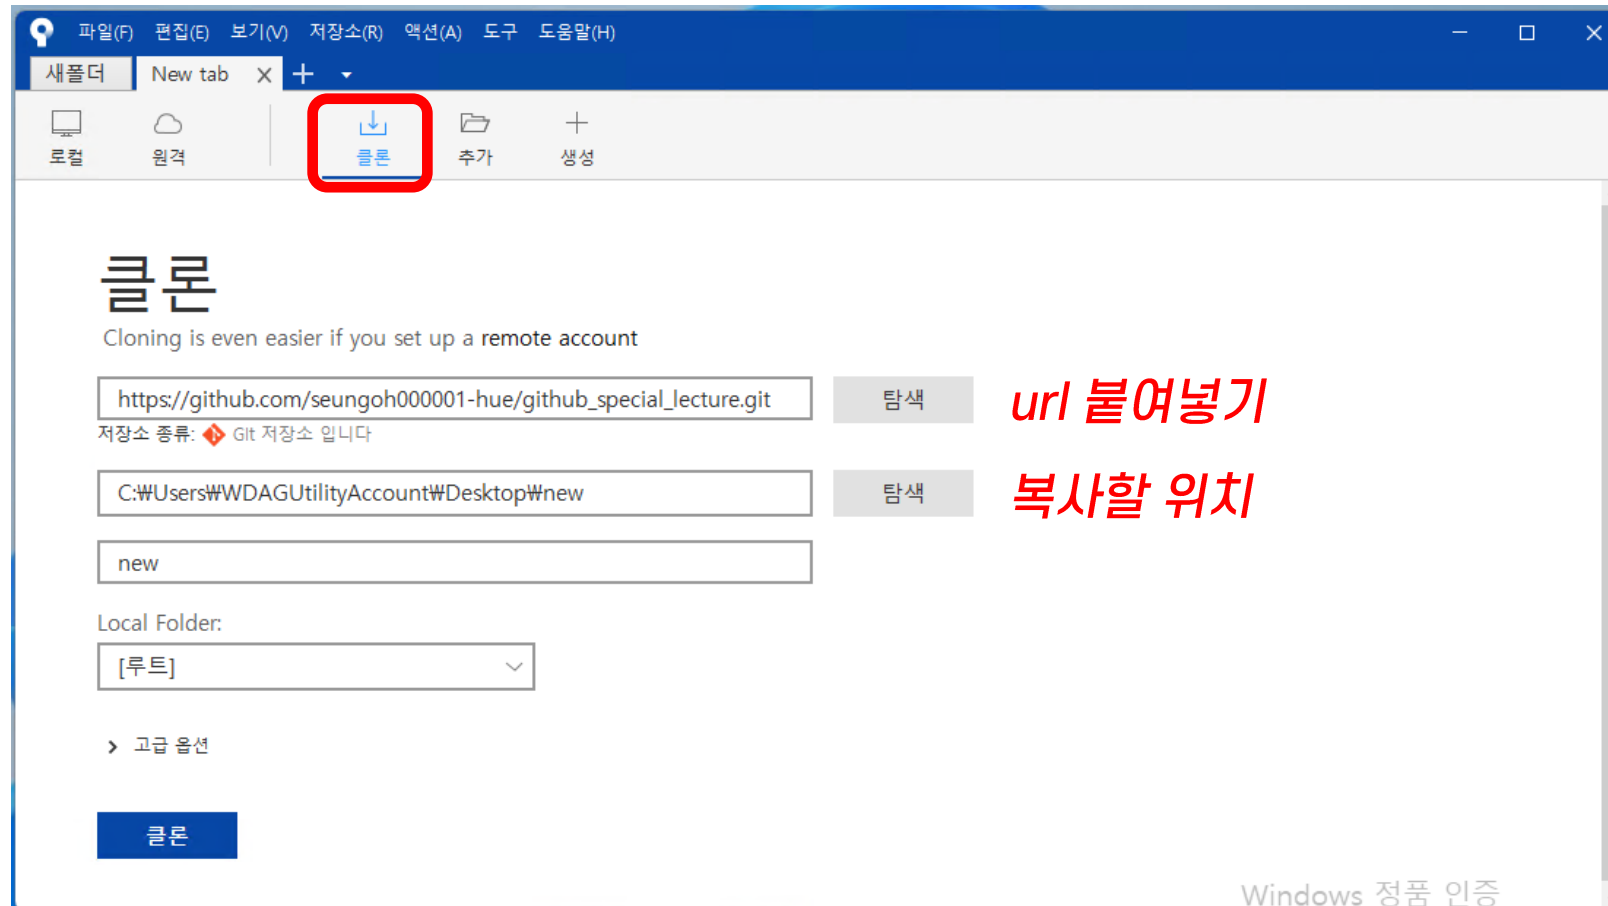 파일(F) 편집(E) 보기(V) 저장소(R) 액션(A) 도구 도움말(H)
새폴더 New tab
로컬 원격 클론 추가 생성
클론
Cloning is even easier if you set up a remote account
https://github.com/seungoh000001-hue/github_special_lecture.git 탐색 url 붙여넣기
저장소 종류: Git 저장소 입니다
C:₩Users₩WDAGUtilityAccount₩Desktop₩new 탐색 복사할 위치
new
Local Folder:
[루트]
고급 옵션
클론
Windows 정품 인증